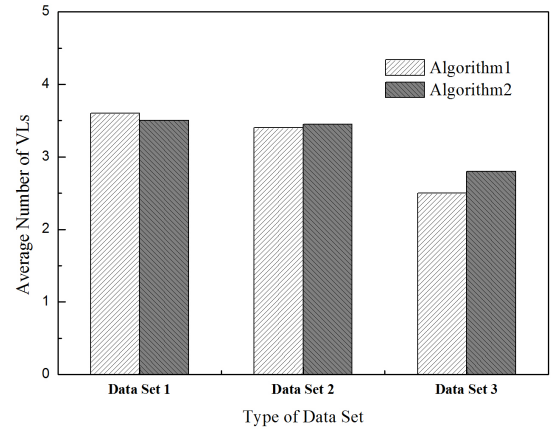 5
4
3
2
1
0
Average Number of VLs
Algorithm1
Algorithm2
Data Set 1
Data Set 2
Data Set 3
Type of Data Set